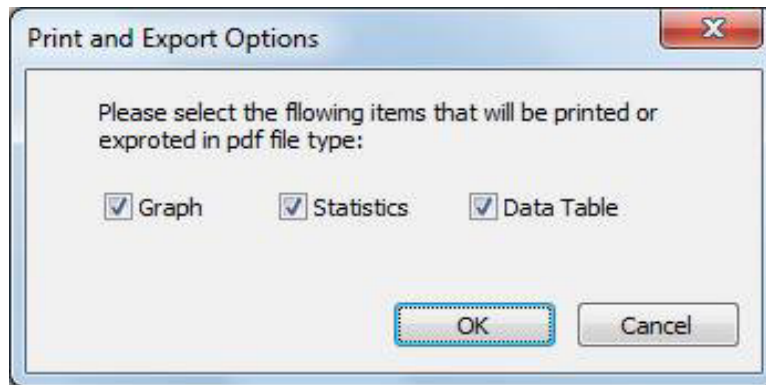 Print and Export Options
Please select the fllowing items that will be printed or
exproted in pdf file type:
Graph Statistics Data Table
OK Cancel